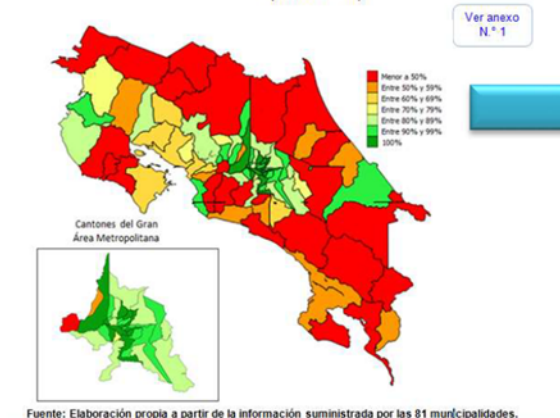 Ver anexo
N.° 1
Menor a 50%
Entre 50% y 59%
Entre 60% y 69%
Entre 70% y 79%
Entre 80% y 89%
Entre 90% y 99%
100%
Cantones del Gran
Área Metropolitana
Fuente: Elaboración propia a partir de la información suministrada por las 81 municipalidades.